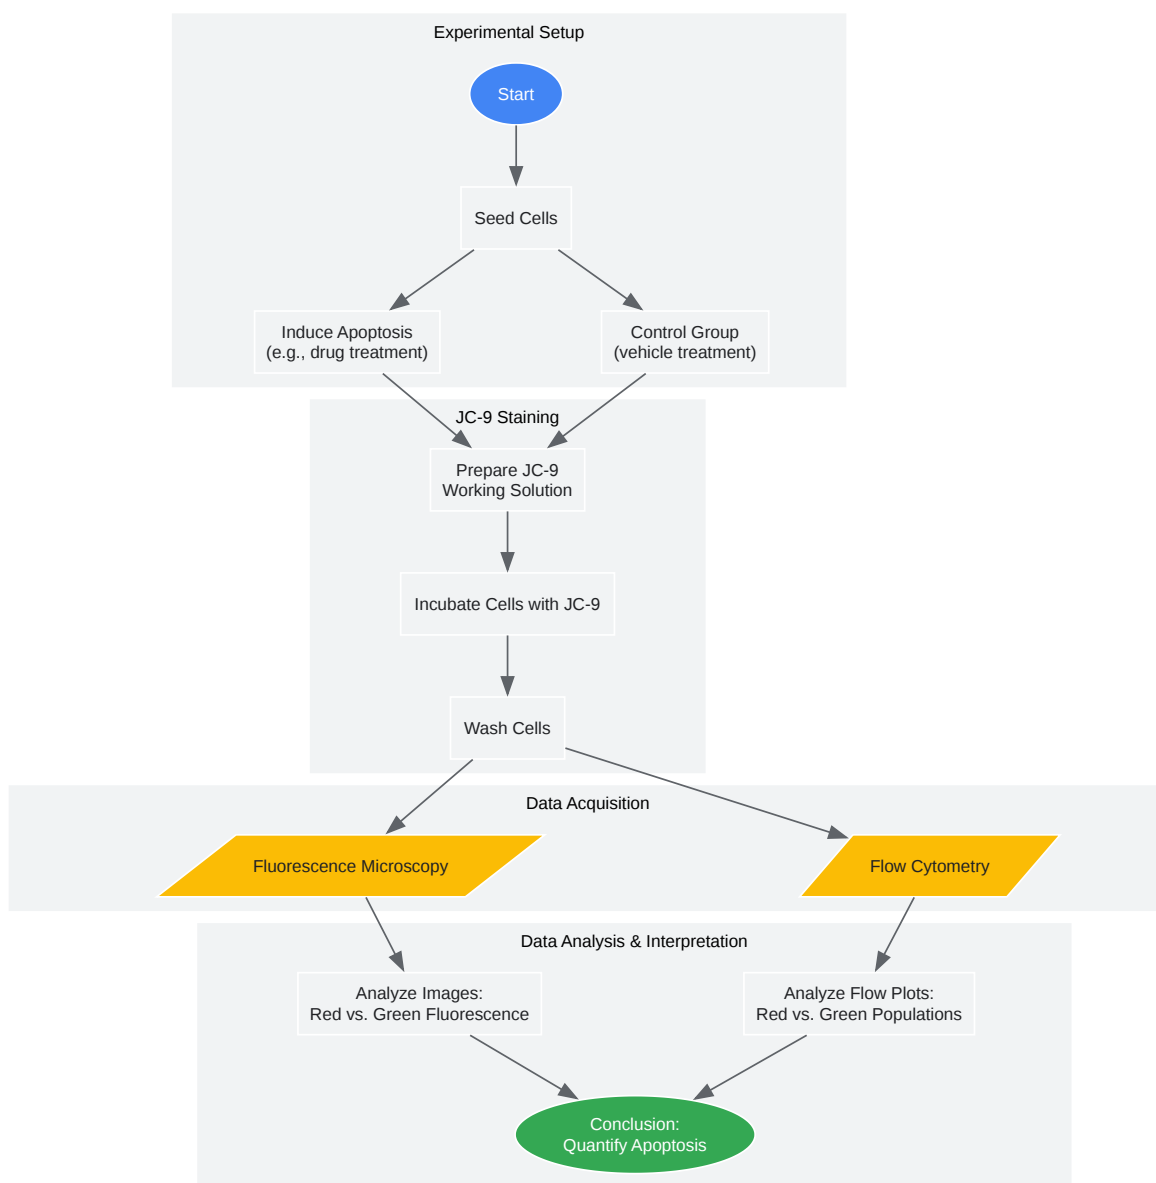 Experimental Setup
Start
Seed Cells
Induce Apoptosis
(e.g., drug treatment)
Control Group
(vehicle treatment)
JC-9 Staining
Prepare JC-9
Working Solution
Incubate Cells with JC-9
Wash Cells
Data Acquisition
Fluorescence Microscopy
Flow Cytometry
Data Analysis & Interpretation
Analyze Images:
Red vs. Green Fluorescence
Analyze Flow Plots:
Red vs. Green Populations
Conclusion:
Quantify Apoptosis